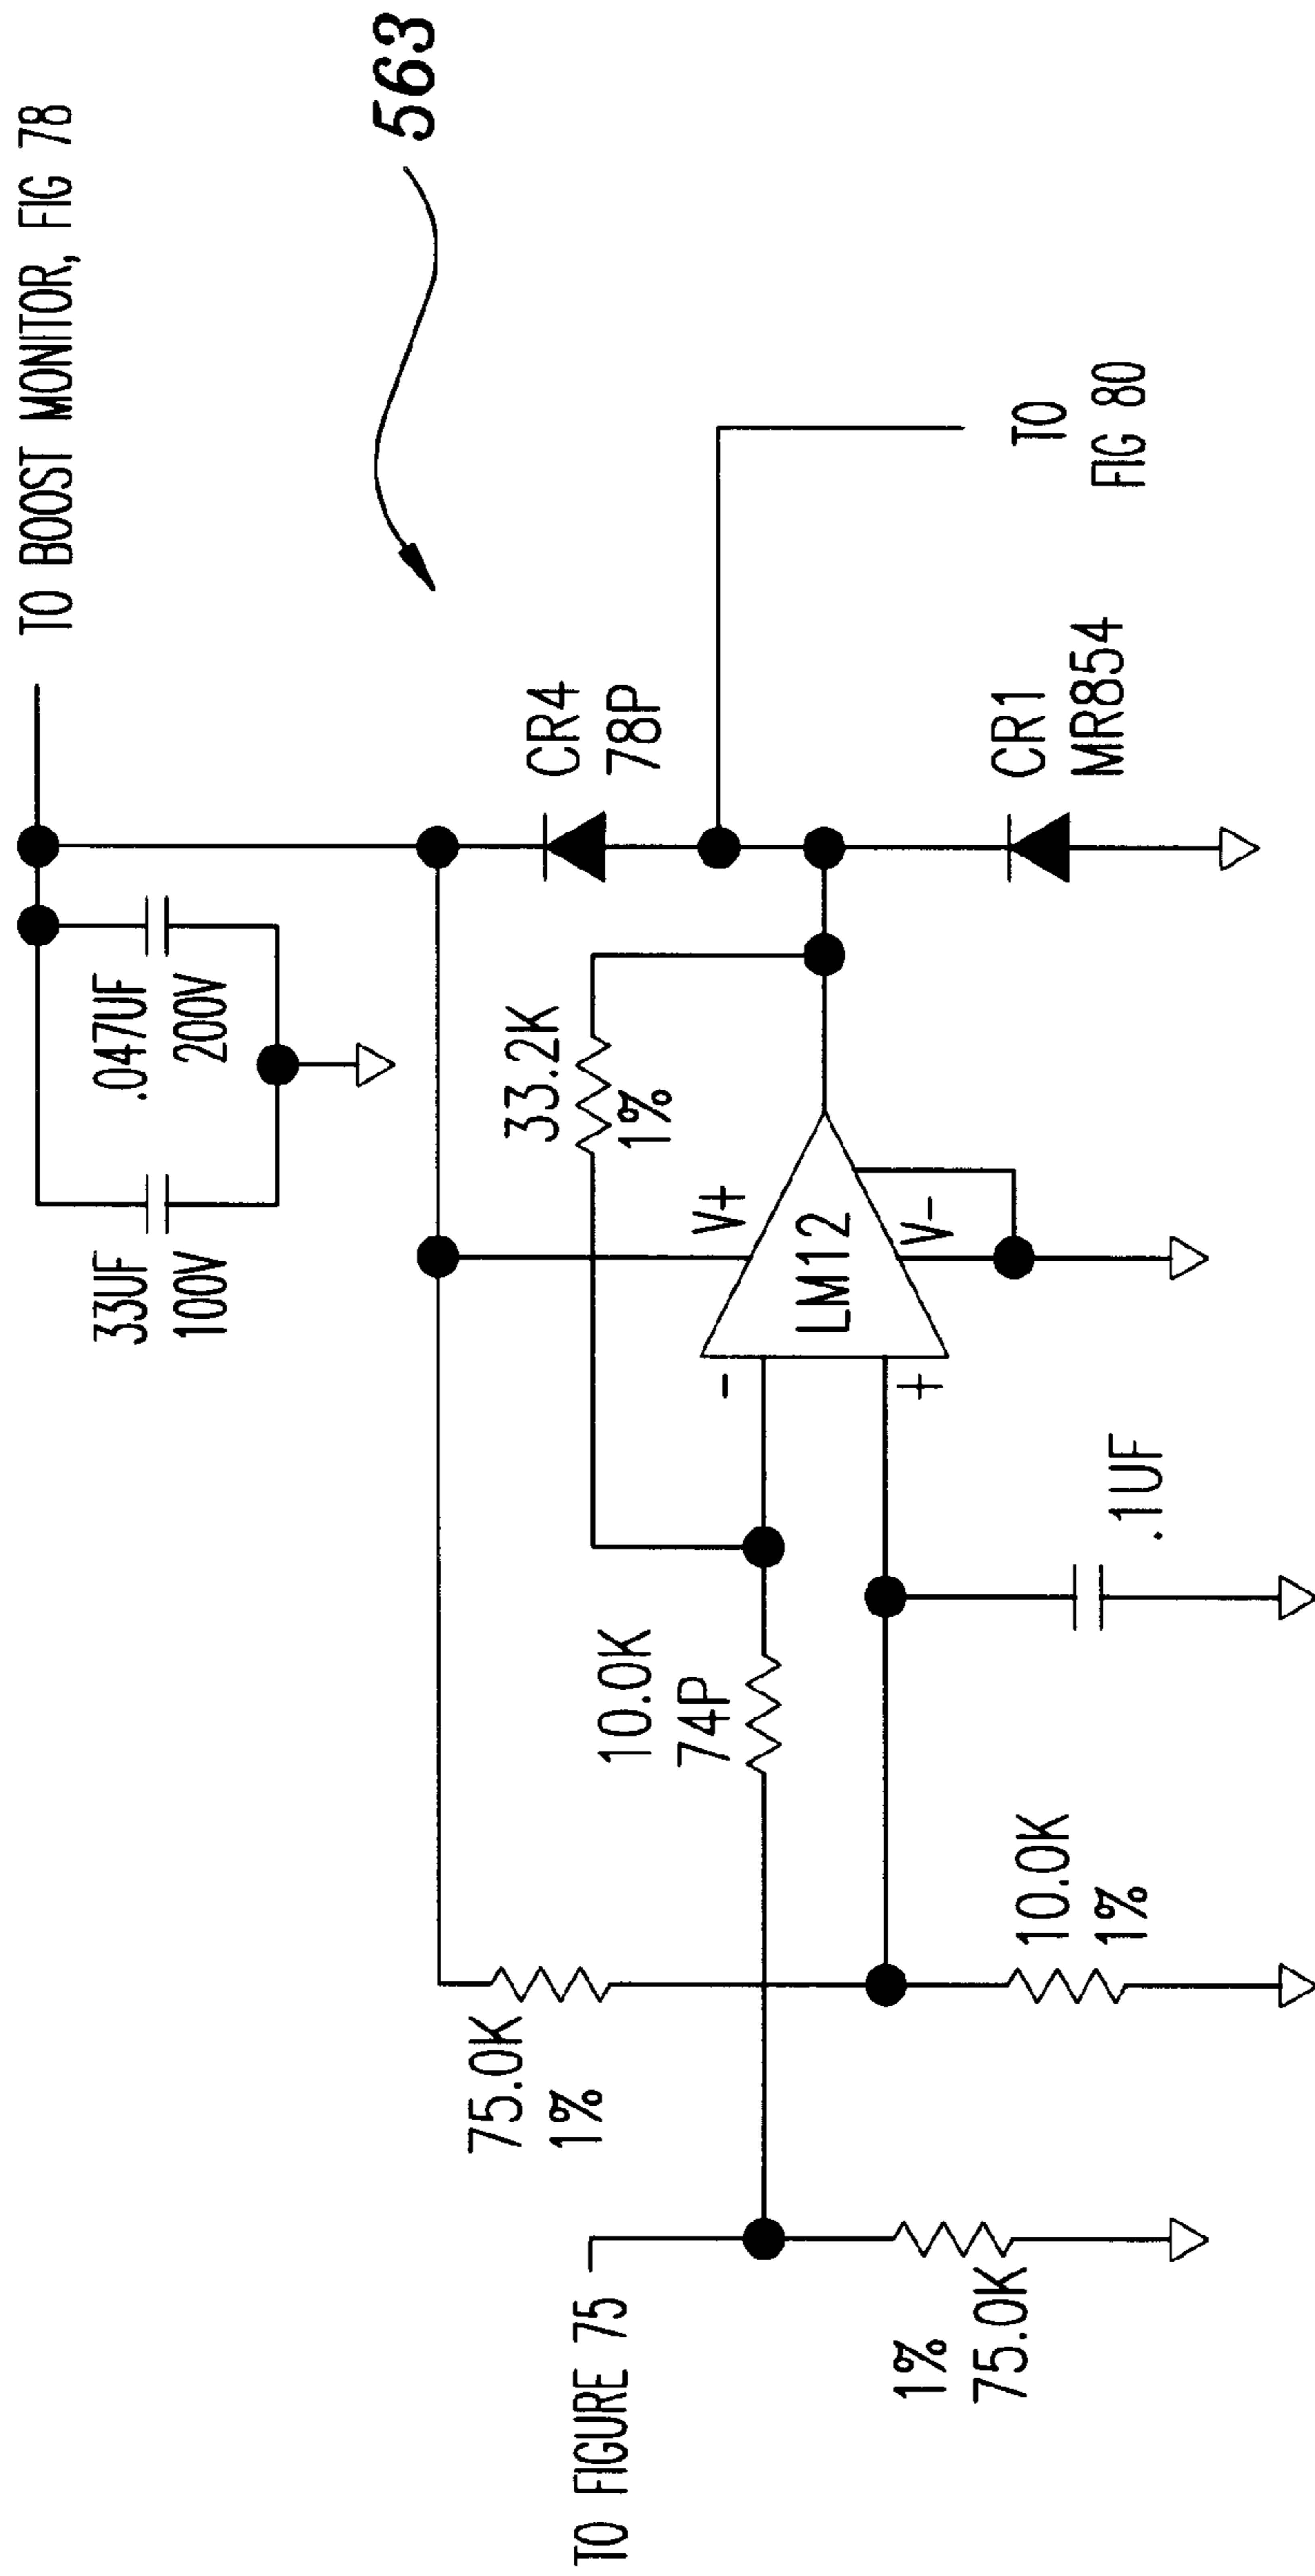 TO BOOST MONITOR, FIG 78
563
33UF
100V
.047UF
200V
CR4
78P
33.2K
1%
V+
LM12
V-
-
+
TO
FIG 80
CR1
MR854
10.0K
74P
75.0K
1%
10.0K
1%
.1UF
TO FIGURE 75
1%
75.0K